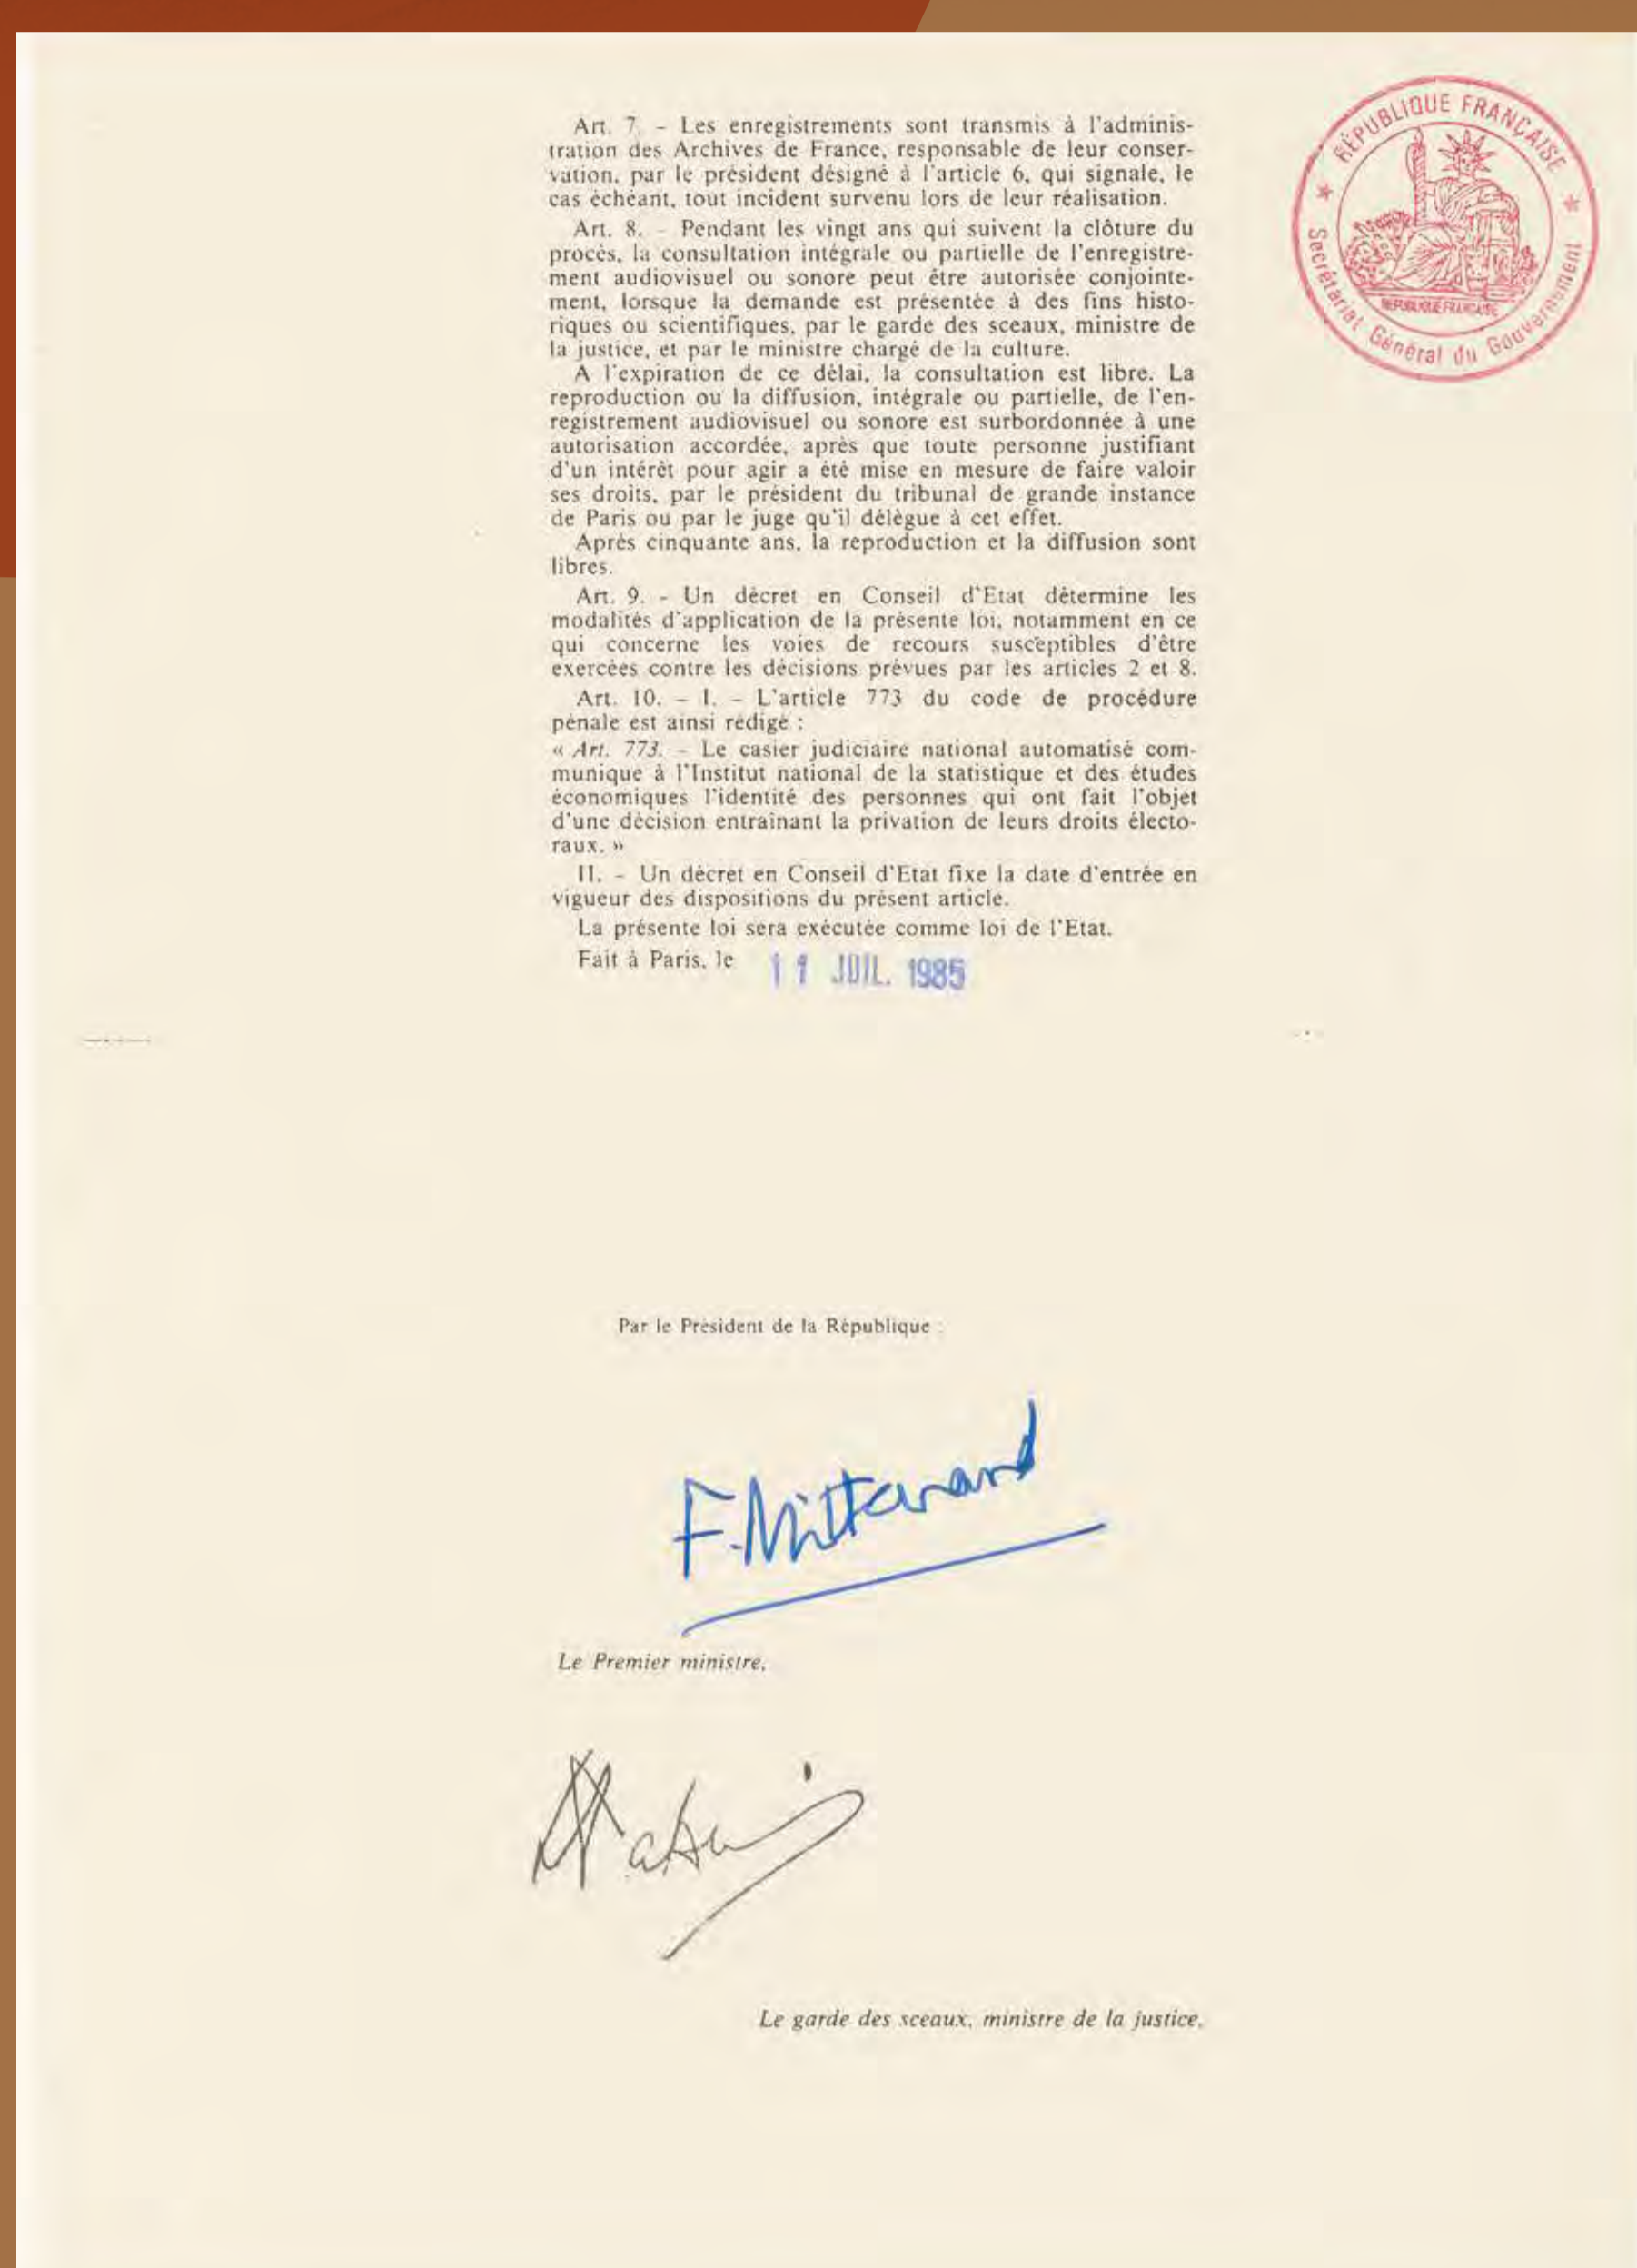 Art. 7. - Les enregistrements sont transmis à l'adminis-
tration des Archives de France, responsable de leur conser-
vation, par le président désigné à l'article 6, qui signale, le
cas échéant, tout incident survenu lors de leur réalisation.
Art. 8. - Pendant les vingt ans qui suivent la clôture du
procès, la consultation intégrale ou partielle de l'enregistre-
ment audiovisuel ou sonore peut être autorisée conjointe-
ment, lorsque la demande est présentée à des fins histo-
riques ou scientifiques, par le garde des sceaux, ministre de
la justice, et par le ministre chargé de la culture.
A l'expiration de ce délai, la consultation est libre. La
reproduction ou la diffusion, intégrale ou partielle, de l'en-
registrement audiovisuel ou sonore est surbordonnée à une
autorisation accordée, après que toute personne justifiant
d'un intérêt pour agir a été mise en mesure de faire valoir
ses droits, par le président du tribunal de grande instance
de Paris ou par le juge qu'il délègue à cet effet.
Après cinquante ans, la reproduction et la diffusion sont
libres.
Art. 9. - Un décret en Conseil d'Etat détermine les
modalités d'application de la présente loi, notamment en ce
qui concerne les voies de recours susceptibles d'être
exercées contre les décisions prévues par les articles 2 et 8.
Art. 10. - I. - L'article 773 du code de procédure
pénale est ainsi rédigé :
« Art. 773. - Le casier judiciaire national automatisé com-
munique à l'Institut national de la statistique et des études
économiques l'identité des personnes qui ont fait l'objet
d'une décision entraînant la privation de leurs droits électo-
raux. »
II. - Un décret en Conseil d'Etat fixe la date d'entrée en
vigueur des dispositions du présent article.
La présente loi sera exécutée comme loi de l'Etat.
Fait à Paris, le 11 JUIL. 1985
RÉPUBLIQUE FRANÇAISE
REPUBLIQUE FRANCAISE
Secrétariat Général du Gouvernement
Par le Président de la République :
F. Mitterrand
Le Premier ministre,
Le garde des sceaux, ministre de la justice,